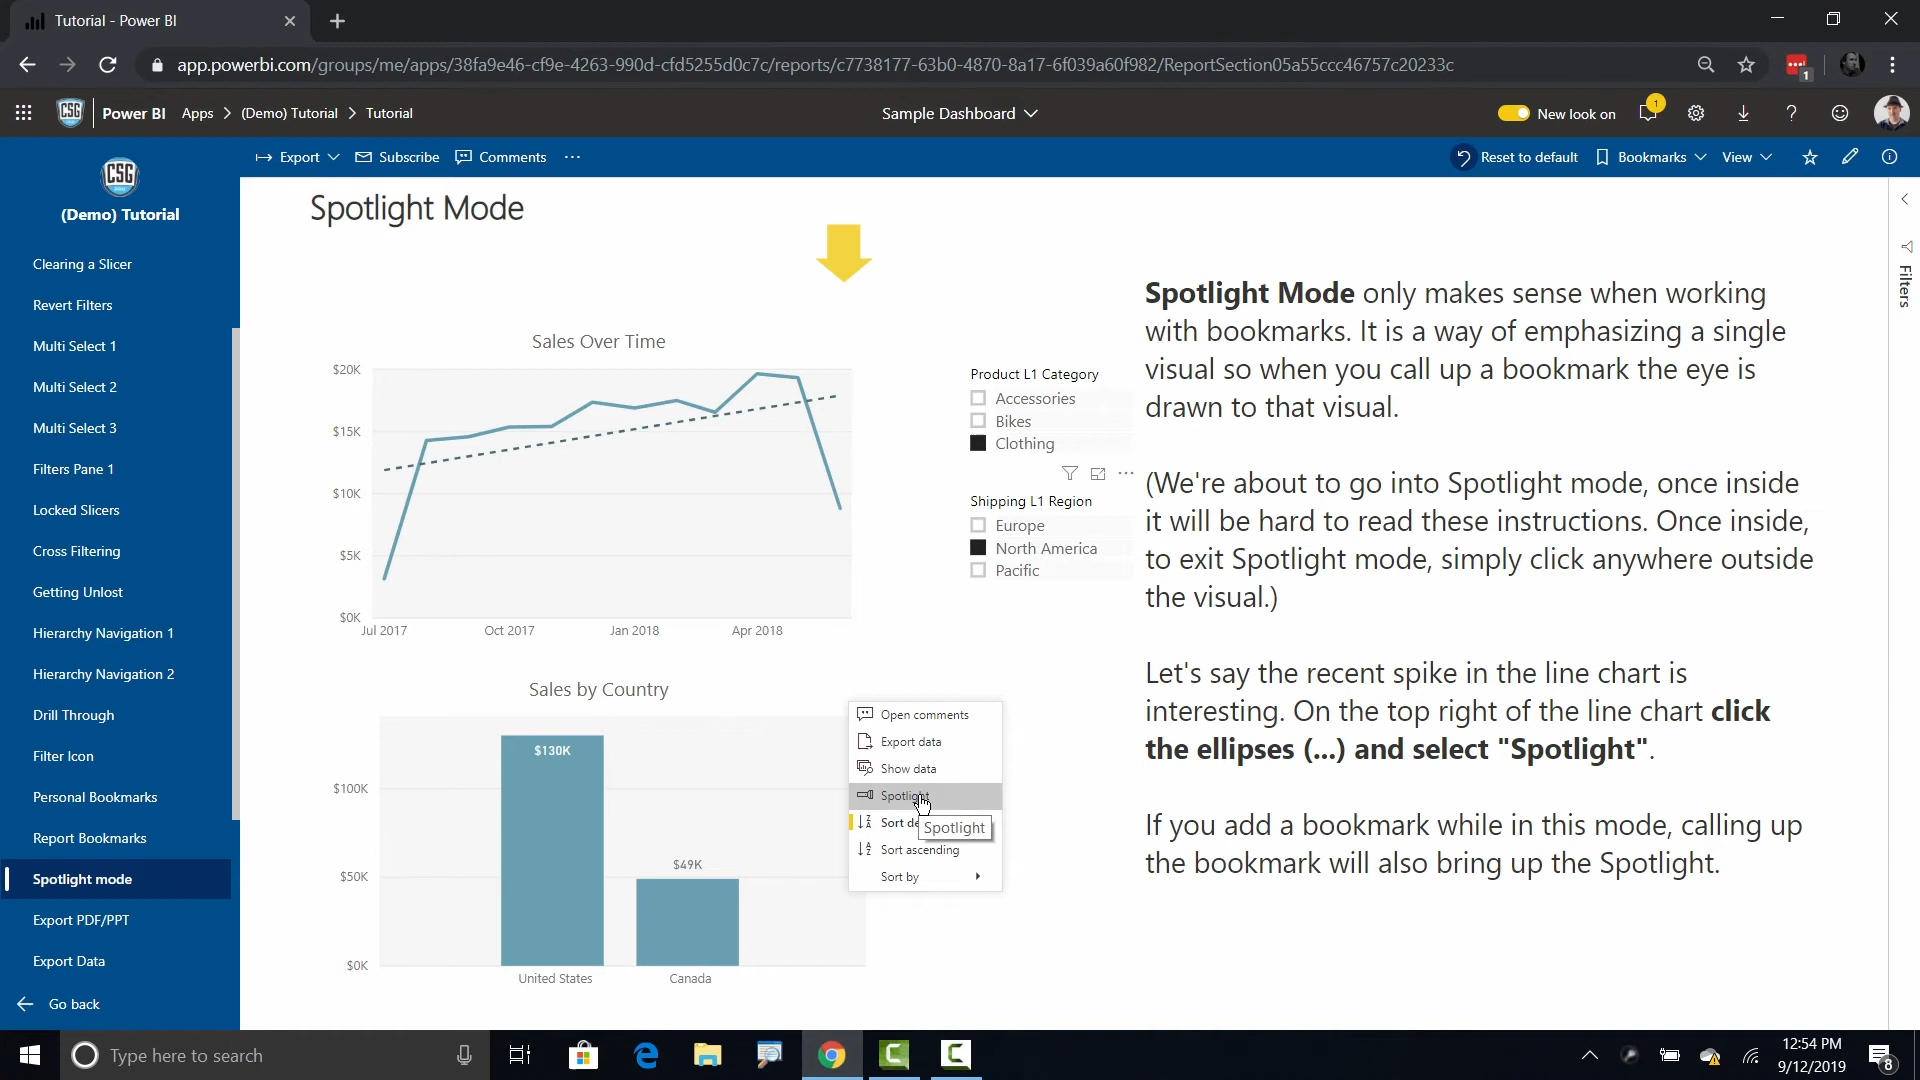 Tutorial - Power BI
app.powerbi.com/groups/me/apps/38fa9e46-cf9e-4263-990d-cfd5255d0c7c/reports/c7738177-63b0-4870-8a17-6f039a60f982/ReportSection05a55ccc46757c20233c
1
CSG
Power BI
Apps > (Demo) Tutorial > Tutorial
Sample Dashboard
New look on
1
Export
Subscribe
Comments
...
Reset to default
Bookmarks
View
CSG
(Demo) Tutorial
Clearing a Slicer
Revert Filters
Multi Select 1
Multi Select 2
Multi Select 3
Filters Pane 1
Locked Slicers
Cross Filtering
Getting Unlost
Hierarchy Navigation 1
Hierarchy Navigation 2
Drill Through
Filter Icon
Personal Bookmarks
Report Bookmarks
Spotlight mode
Export PDF/PPT
Export Data
Go back
Spotlight Mode
Sales Over Time
$20K
$15K
$10K
$5K
$0K
Jul 2017
Oct 2017
Jan 2018
Apr 2018
Product L1 Category
Accessories
Bikes
Clothing
Shipping L1 Region
Europe
North America
Pacific
Sales by Country
$130K
$49K
$100K
$50K
$0K
United States
Canada
Open comments
Export data
Show data
Spotlight
Sort de
Spotlight
Sort ascending
Sort by
Spotlight Mode only makes sense when working
with bookmarks. It is a way of emphasizing a single
visual so when you call up a bookmark the eye is
drawn to that visual.
(We're about to go into Spotlight mode, once inside
it will be hard to read these instructions. Once inside,
to exit Spotlight mode, simply click anywhere outside
the visual.)
Let's say the recent spike in the line chart is
interesting. On the top right of the line chart click
the ellipses (...) and select "Spotlight".
If you add a bookmark while in this mode, calling up
the bookmark will also bring up the Spotlight.
Filters
Type here to search
12:54 PM
9/12/2019
8